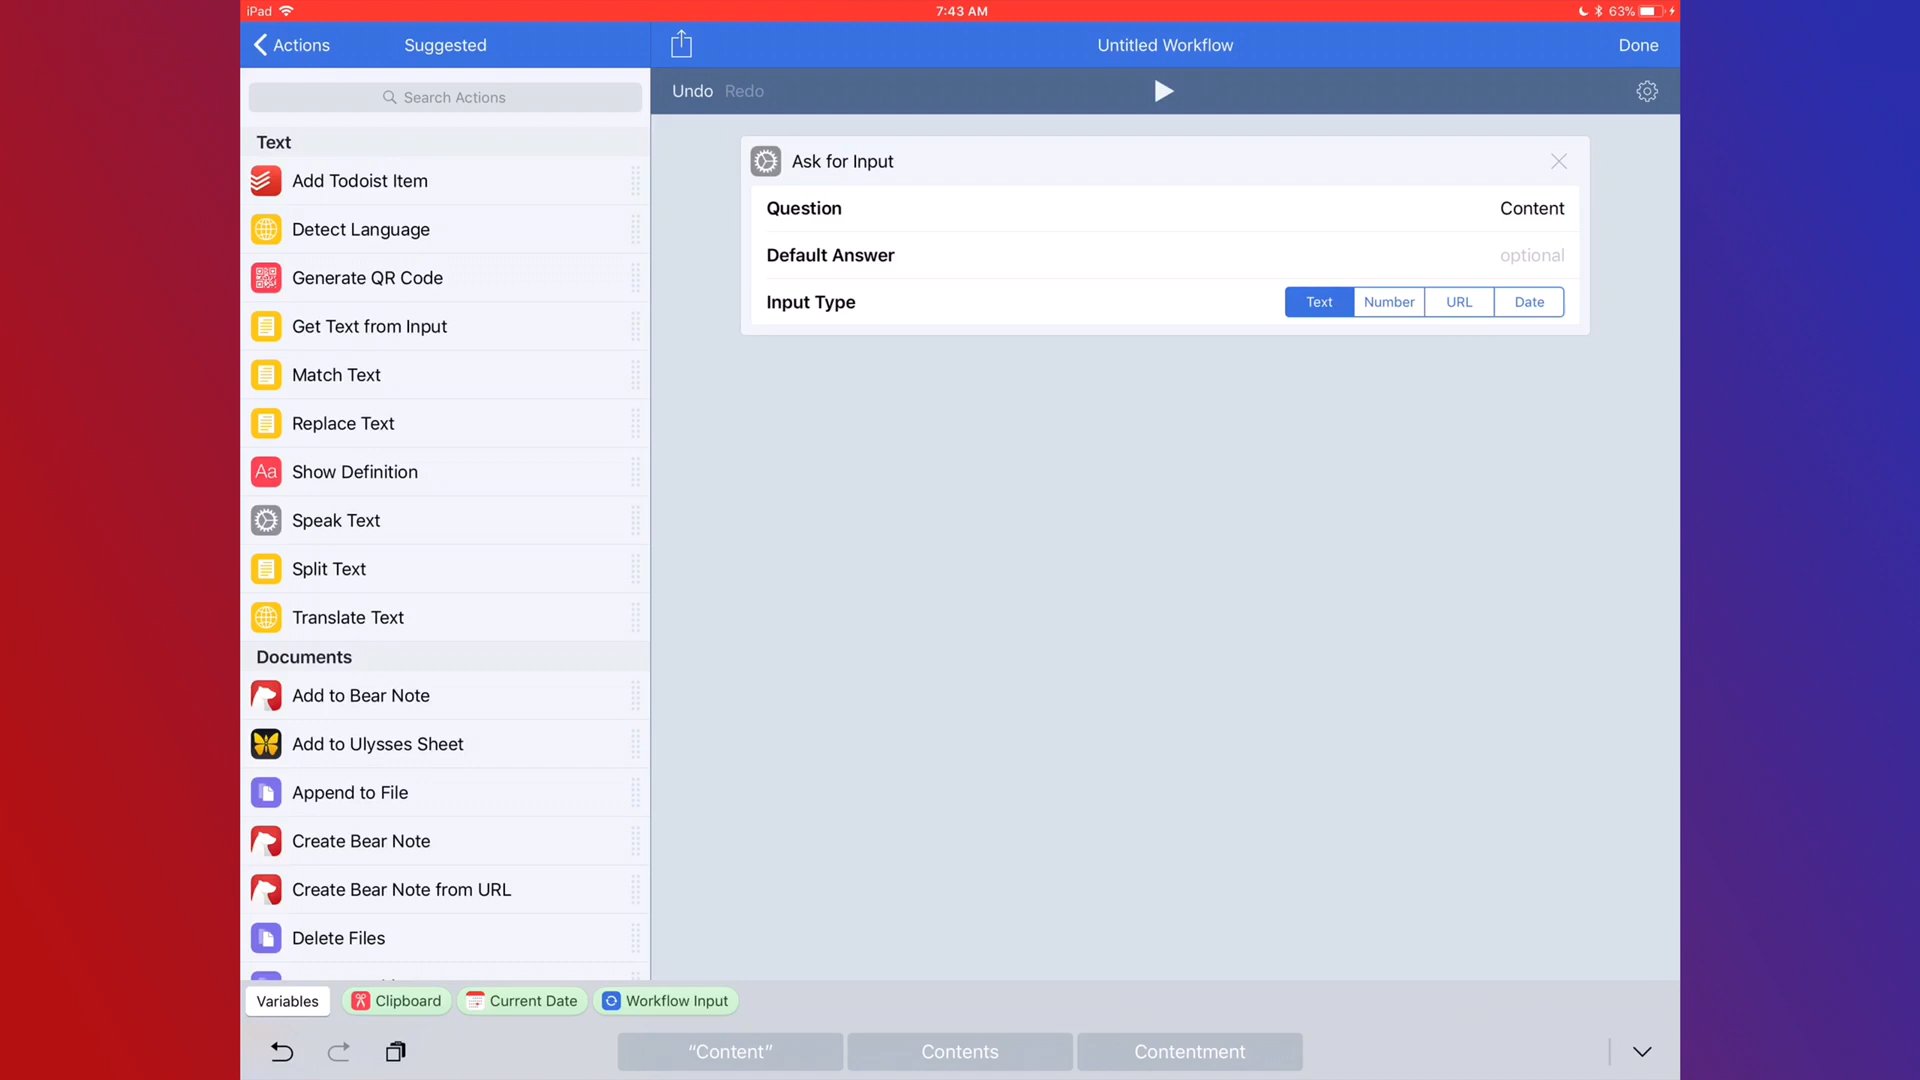 iPad 7:43 AM 63%
Actions Suggested Untitled Workflow Done
Search Actions
Undo Redo
Text
Add Todoist Item
Detect Language
Generate QR Code
Get Text from Input
Match Text
Replace Text
Aa Show Definition
Speak Text
Split Text
Translate Text
Documents
Add to Bear Note
Add to Ulysses Sheet
Append to File
Create Bear Note
Create Bear Note from URL
Delete Files
Ask for Input
Question Content
Default Answer optional
Input Type Text Number URL Date
Variables Clipboard Current Date Workflow Input
“Content” Contents Contentment